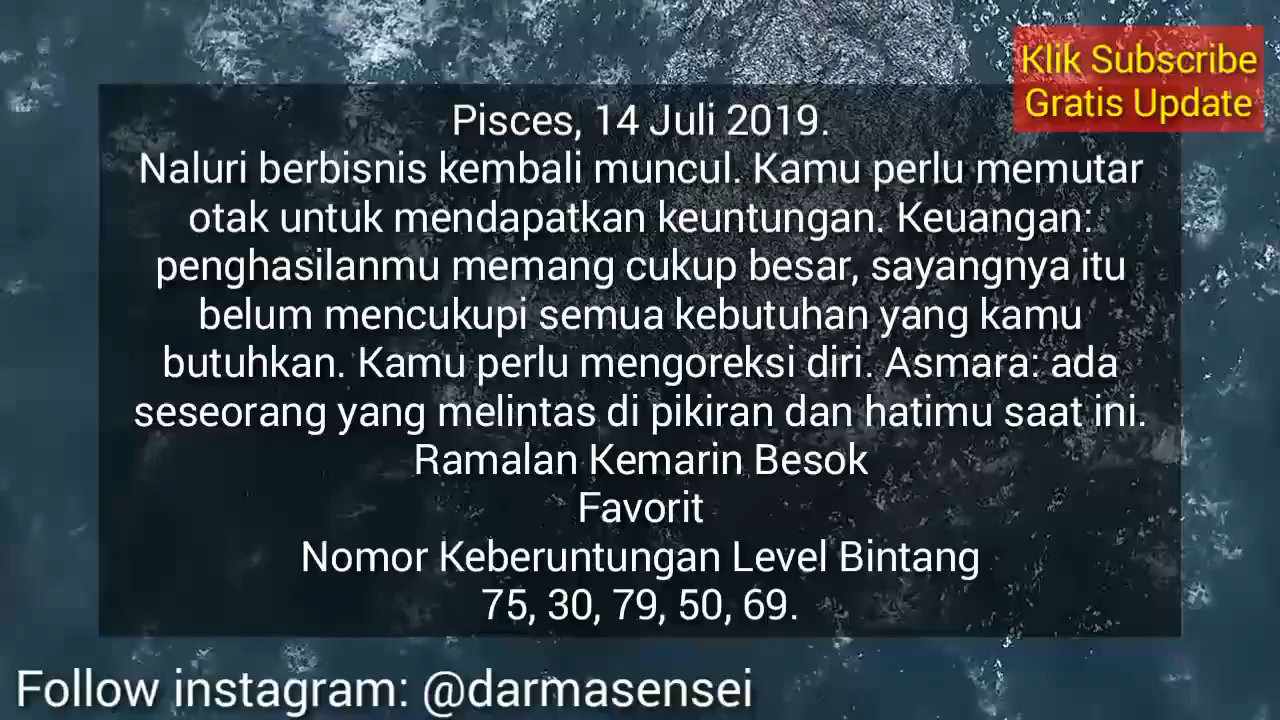 Klik Subscribe
Gratis Update
Pisces, 14 Juli 2019.
Naluri berbisnis kembali muncul. Kamu perlu memutar
otak untuk mendapatkan keuntungan. Keuangan:
penghasilanmu memang cukup besar, sayangnya itu
belum mencukupi semua kebutuhan yang kamu
butuhkan. Kamu perlu mengoreksi diri. Asmara: ada
seseorang yang melintas di pikiran dan hatimu saat ini.
Ramalan Kemarin Besok
Favorit
Nomor Keberuntungan Level Bintang
75, 30, 79, 50, 69.
Follow instagram: @darmasensei